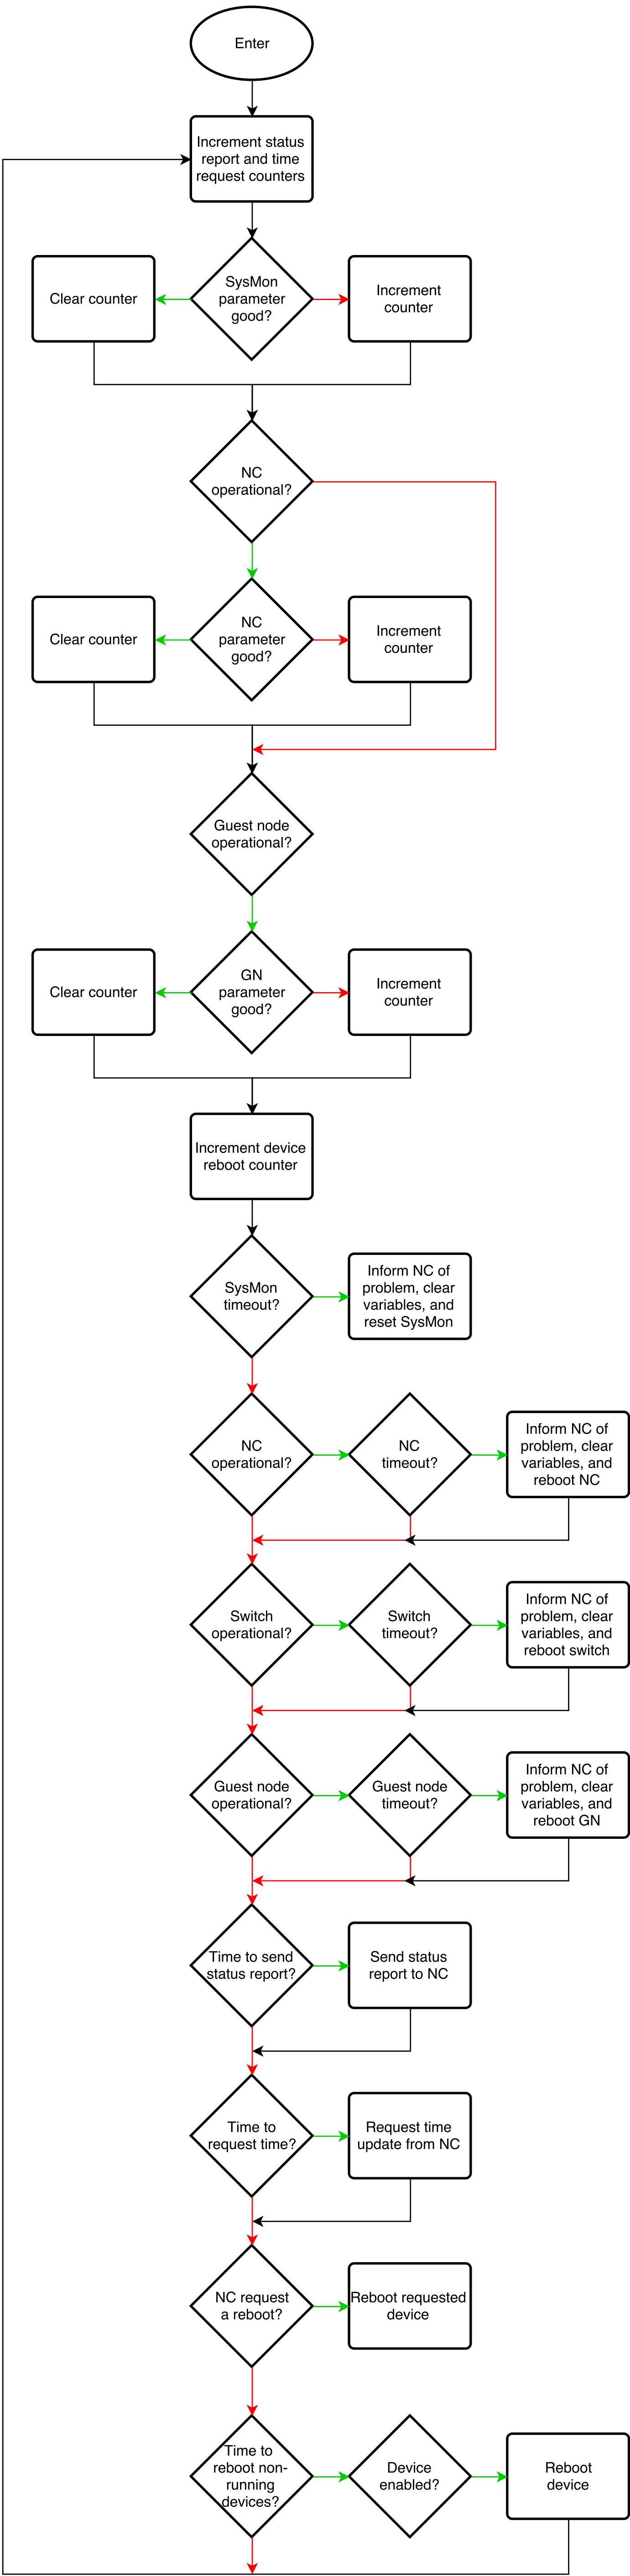 Enter
Increment status
report and time
request counters
SysMon
parameter
good?
Clear counter
Increment
counter
NC
operational?
NC
parameter
good?
Clear counter
Increment
counter
Guest node
operational?
GN
parameter
good?
Clear counter
Increment
counter
Increment device
reboot counter
SysMon
timeout?
Inform NC of
problem, clear
variables, and
reset SysMon
NC
operational?
NC
timeout?
Inform NC of
problem, clear
variables, and
reboot NC
Switch
operational?
Switch
timeout?
Inform NC of
problem, clear
variables, and
reboot switch
Guest node
operational?
Guest node
timeout?
Inform NC of
problem, clear
variables, and
reboot GN
Time to send
status report?
Send status
report to NC
Time to
request time?
Request time
update from NC
NC request
a reboot?
Reboot requested
device
Time to
reboot non-
running
devices?
Device
enabled?
Reboot
device